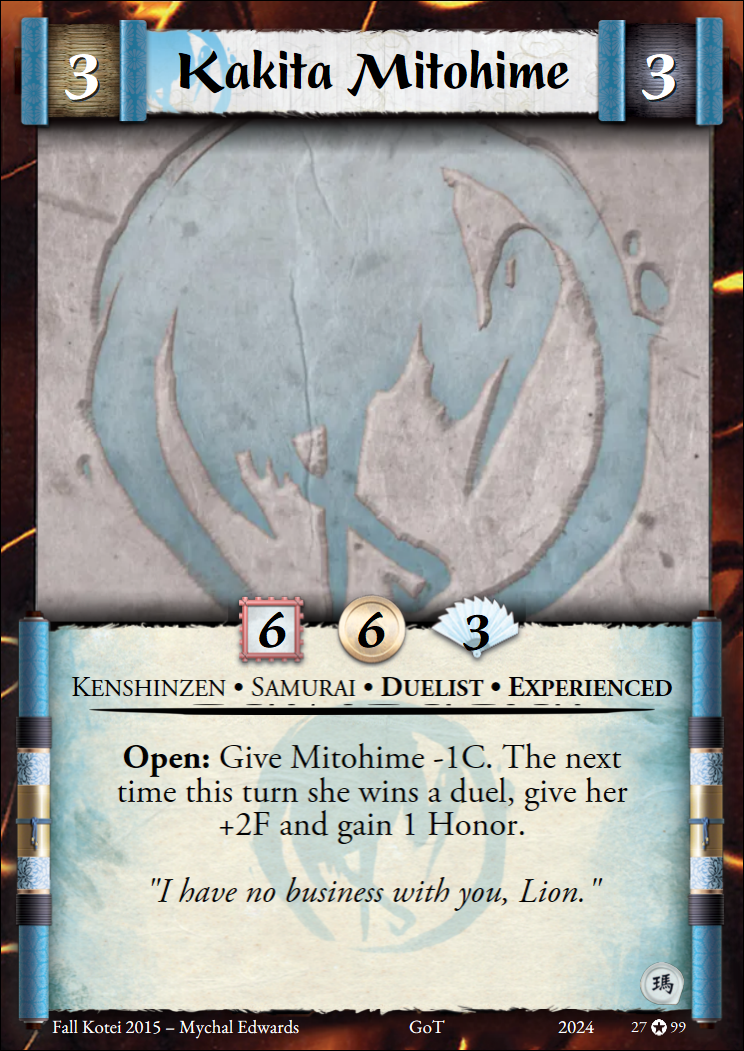 3 Kakita Mitohime 3
6 6 3
KENSHINZEN • SAMURAI • DUELIST • EXPERIENCED
Open: Give Mitohime -1C. The next
time this turn she wins a duel, give her
+2F and gain 1 Honor.
"I have no business with you, Lion."
瑪
Fall Kotei 2015 – Mychal Edwards GoT 2024 27 ✪ 99